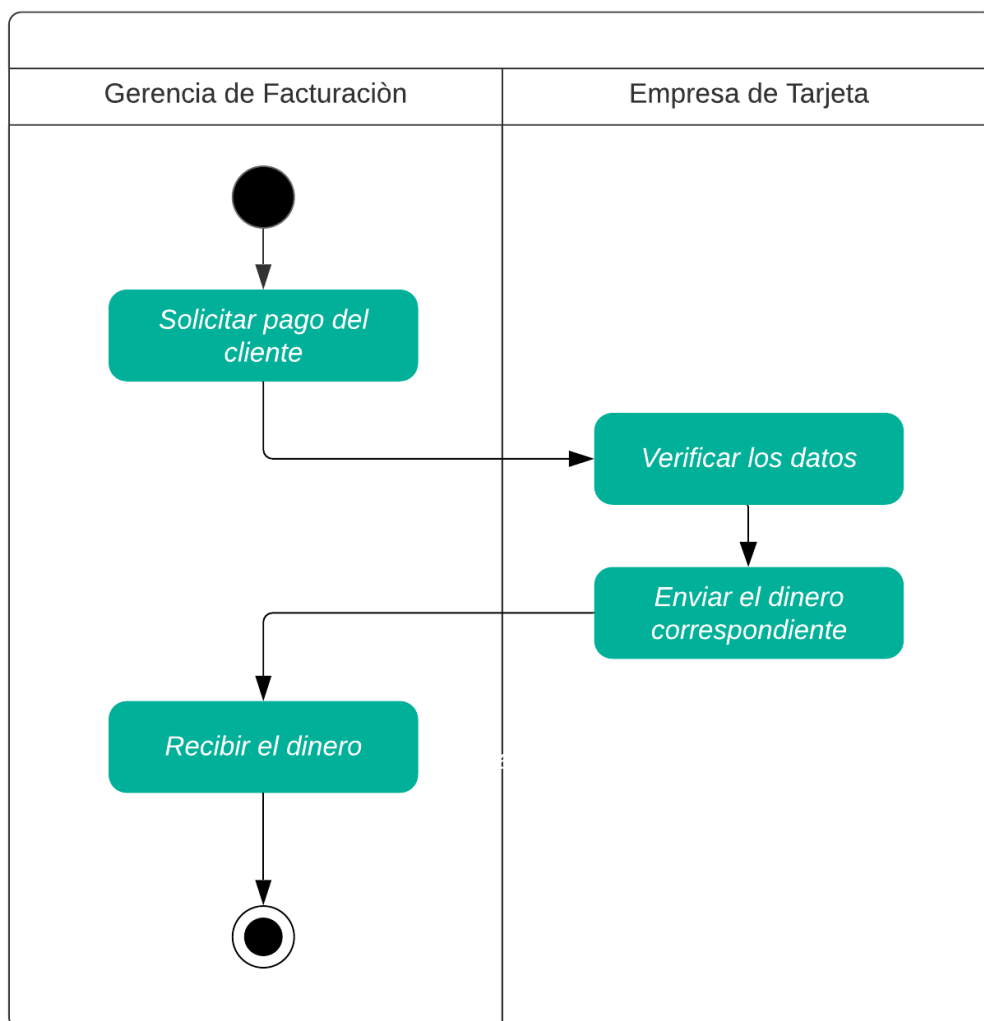 Gerencia de Facturaciòn
Empresa de Tarjeta
Solicitar pago del
cliente
Verificar los datos
Enviar el dinero
correspondiente
Recibir el dinero